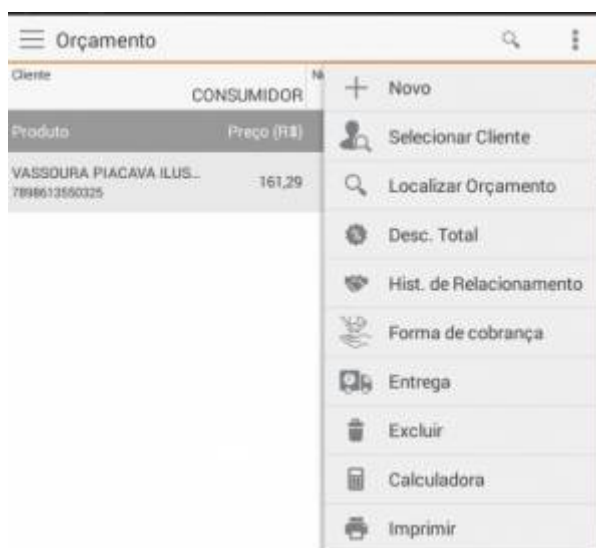 Orçamento
Cliente
CONSUMIDOR
Produto Preço (R$)
VASSOURA PIACAVA ILUS... 161,29
7898613550325
Novo
Selecionar Cliente
Localizar Orçamento
Desc. Total
Hist. de Relacionamento
Forma de cobrança
Entrega
Excluir
Calculadora
Imprimir